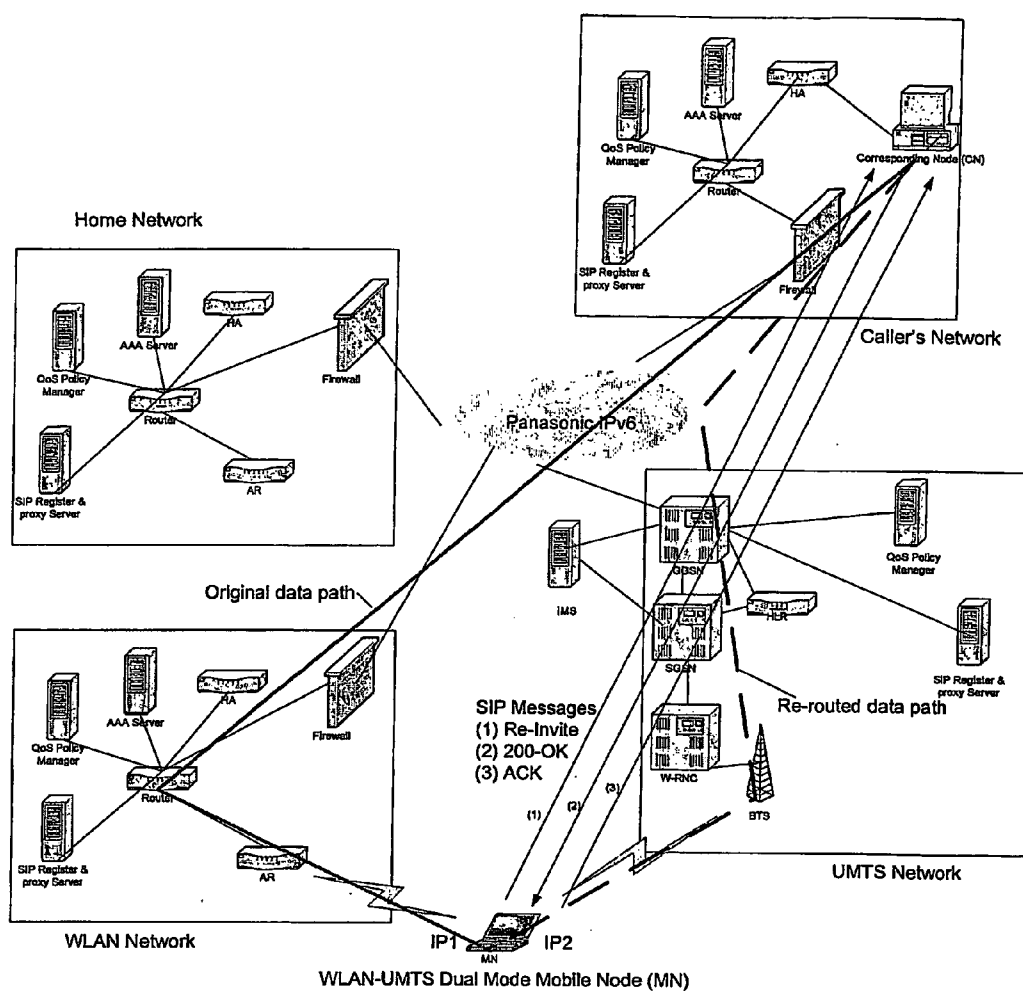 HA
AAA Server
QoS Policy
Manager
Corresponding Node (CN)
Router
SIP Register &
proxy Server
Firewall
Caller's Network
Home Network
HA
AAA Server
QoS Policy
Manager
Firewall
Router
SIP Register &
proxy Server
AR
Panasonic IPv6
GGSN
IMS
QoS Policy
Manager
HLR
SGSN
SIP Register &
proxy Server
Original data path
Re-routed data path
W-RNC
BTS
UMTS Network
SIP Messages
(1) Re-Invite
(2) 200-OK
(3) ACK
(1)
(2)
(3)
HA
AAA Server
QoS Policy
Manager
Firewall
Router
SIP Register &
proxy Server
AR
WLAN Network
IP1
IP2
MN
WLAN-UMTS Dual Mode Mobile Node (MN)